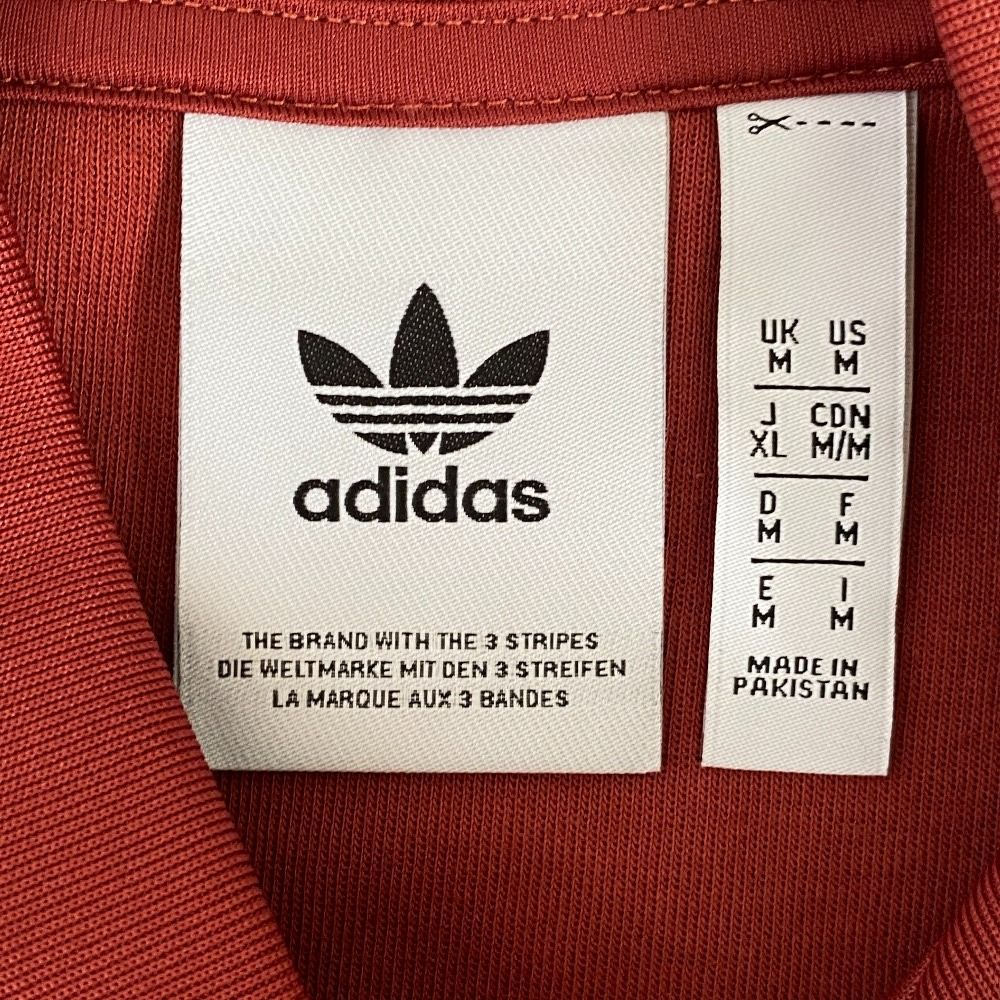 adidas
THE BRAND WITH THE 3 STRIPES
DIE WELTMARKE MIT DEN 3 STREIFEN
LA MARQUE AUX 3 BANDES
UK US
M M
J CDN
XL M/M
D F
M M
E I
M M
MADE IN
PAKISTAN